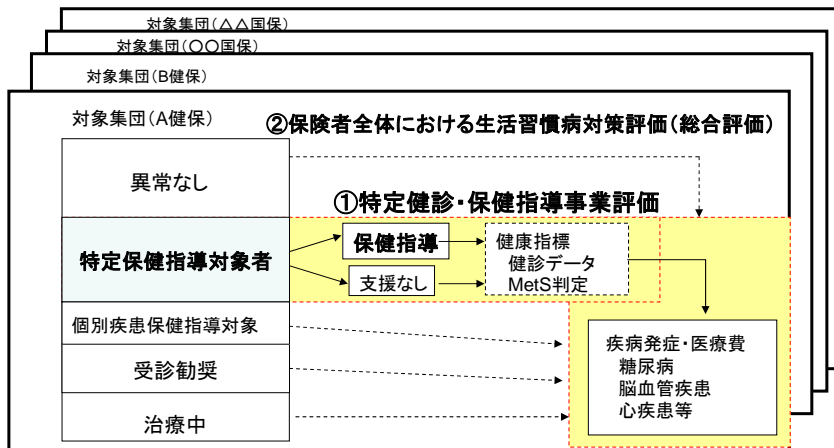 対象集団(△△国保)
対象集団(〇〇国保)
対象集団(B健保)
対象集団(A健保)
②保険者全体における生活習慣病対策評価(総合評価)
異常なし
①特定健診・保健指導事業評価
特定保健指導対象者
保健指導
支援なし
健康指標
健診データ
MetS判定
個別疾患保健指導対象
受診勧奨
治療中
疾病発症・医療費
糖尿病
脳血管疾患
心疾患等